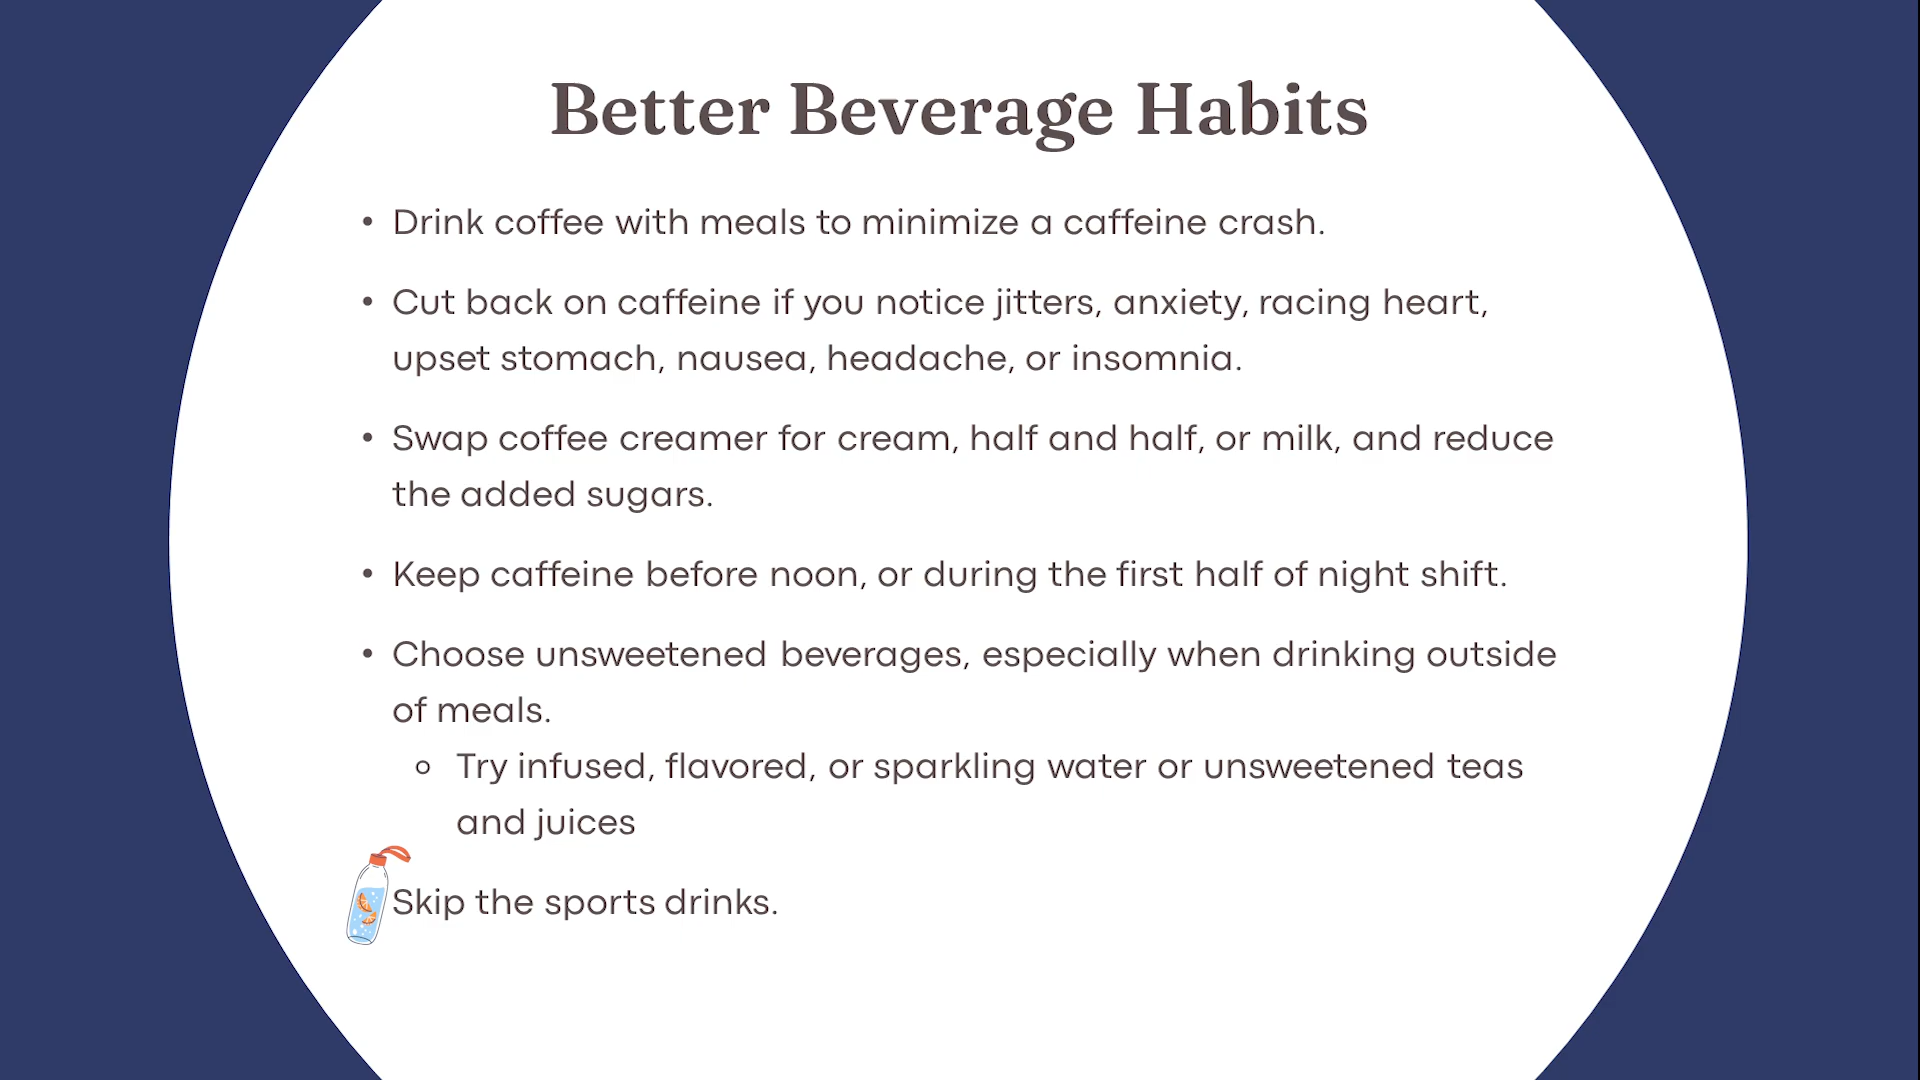 Better Beverage Habits
• Drink coffee with meals to minimize a caffeine crash.
• Cut back on caffeine if you notice jitters, anxiety, racing heart,
upset stomach, nausea, headache, or insomnia.
• Swap coffee creamer for cream, half and half, or milk, and reduce
the added sugars.
• Keep caffeine before noon, or during the first half of night shift.
• Choose unsweetened beverages, especially when drinking outside
of meals.
○ Try infused, flavored, or sparkling water or unsweetened teas
and juices
Skip the sports drinks.